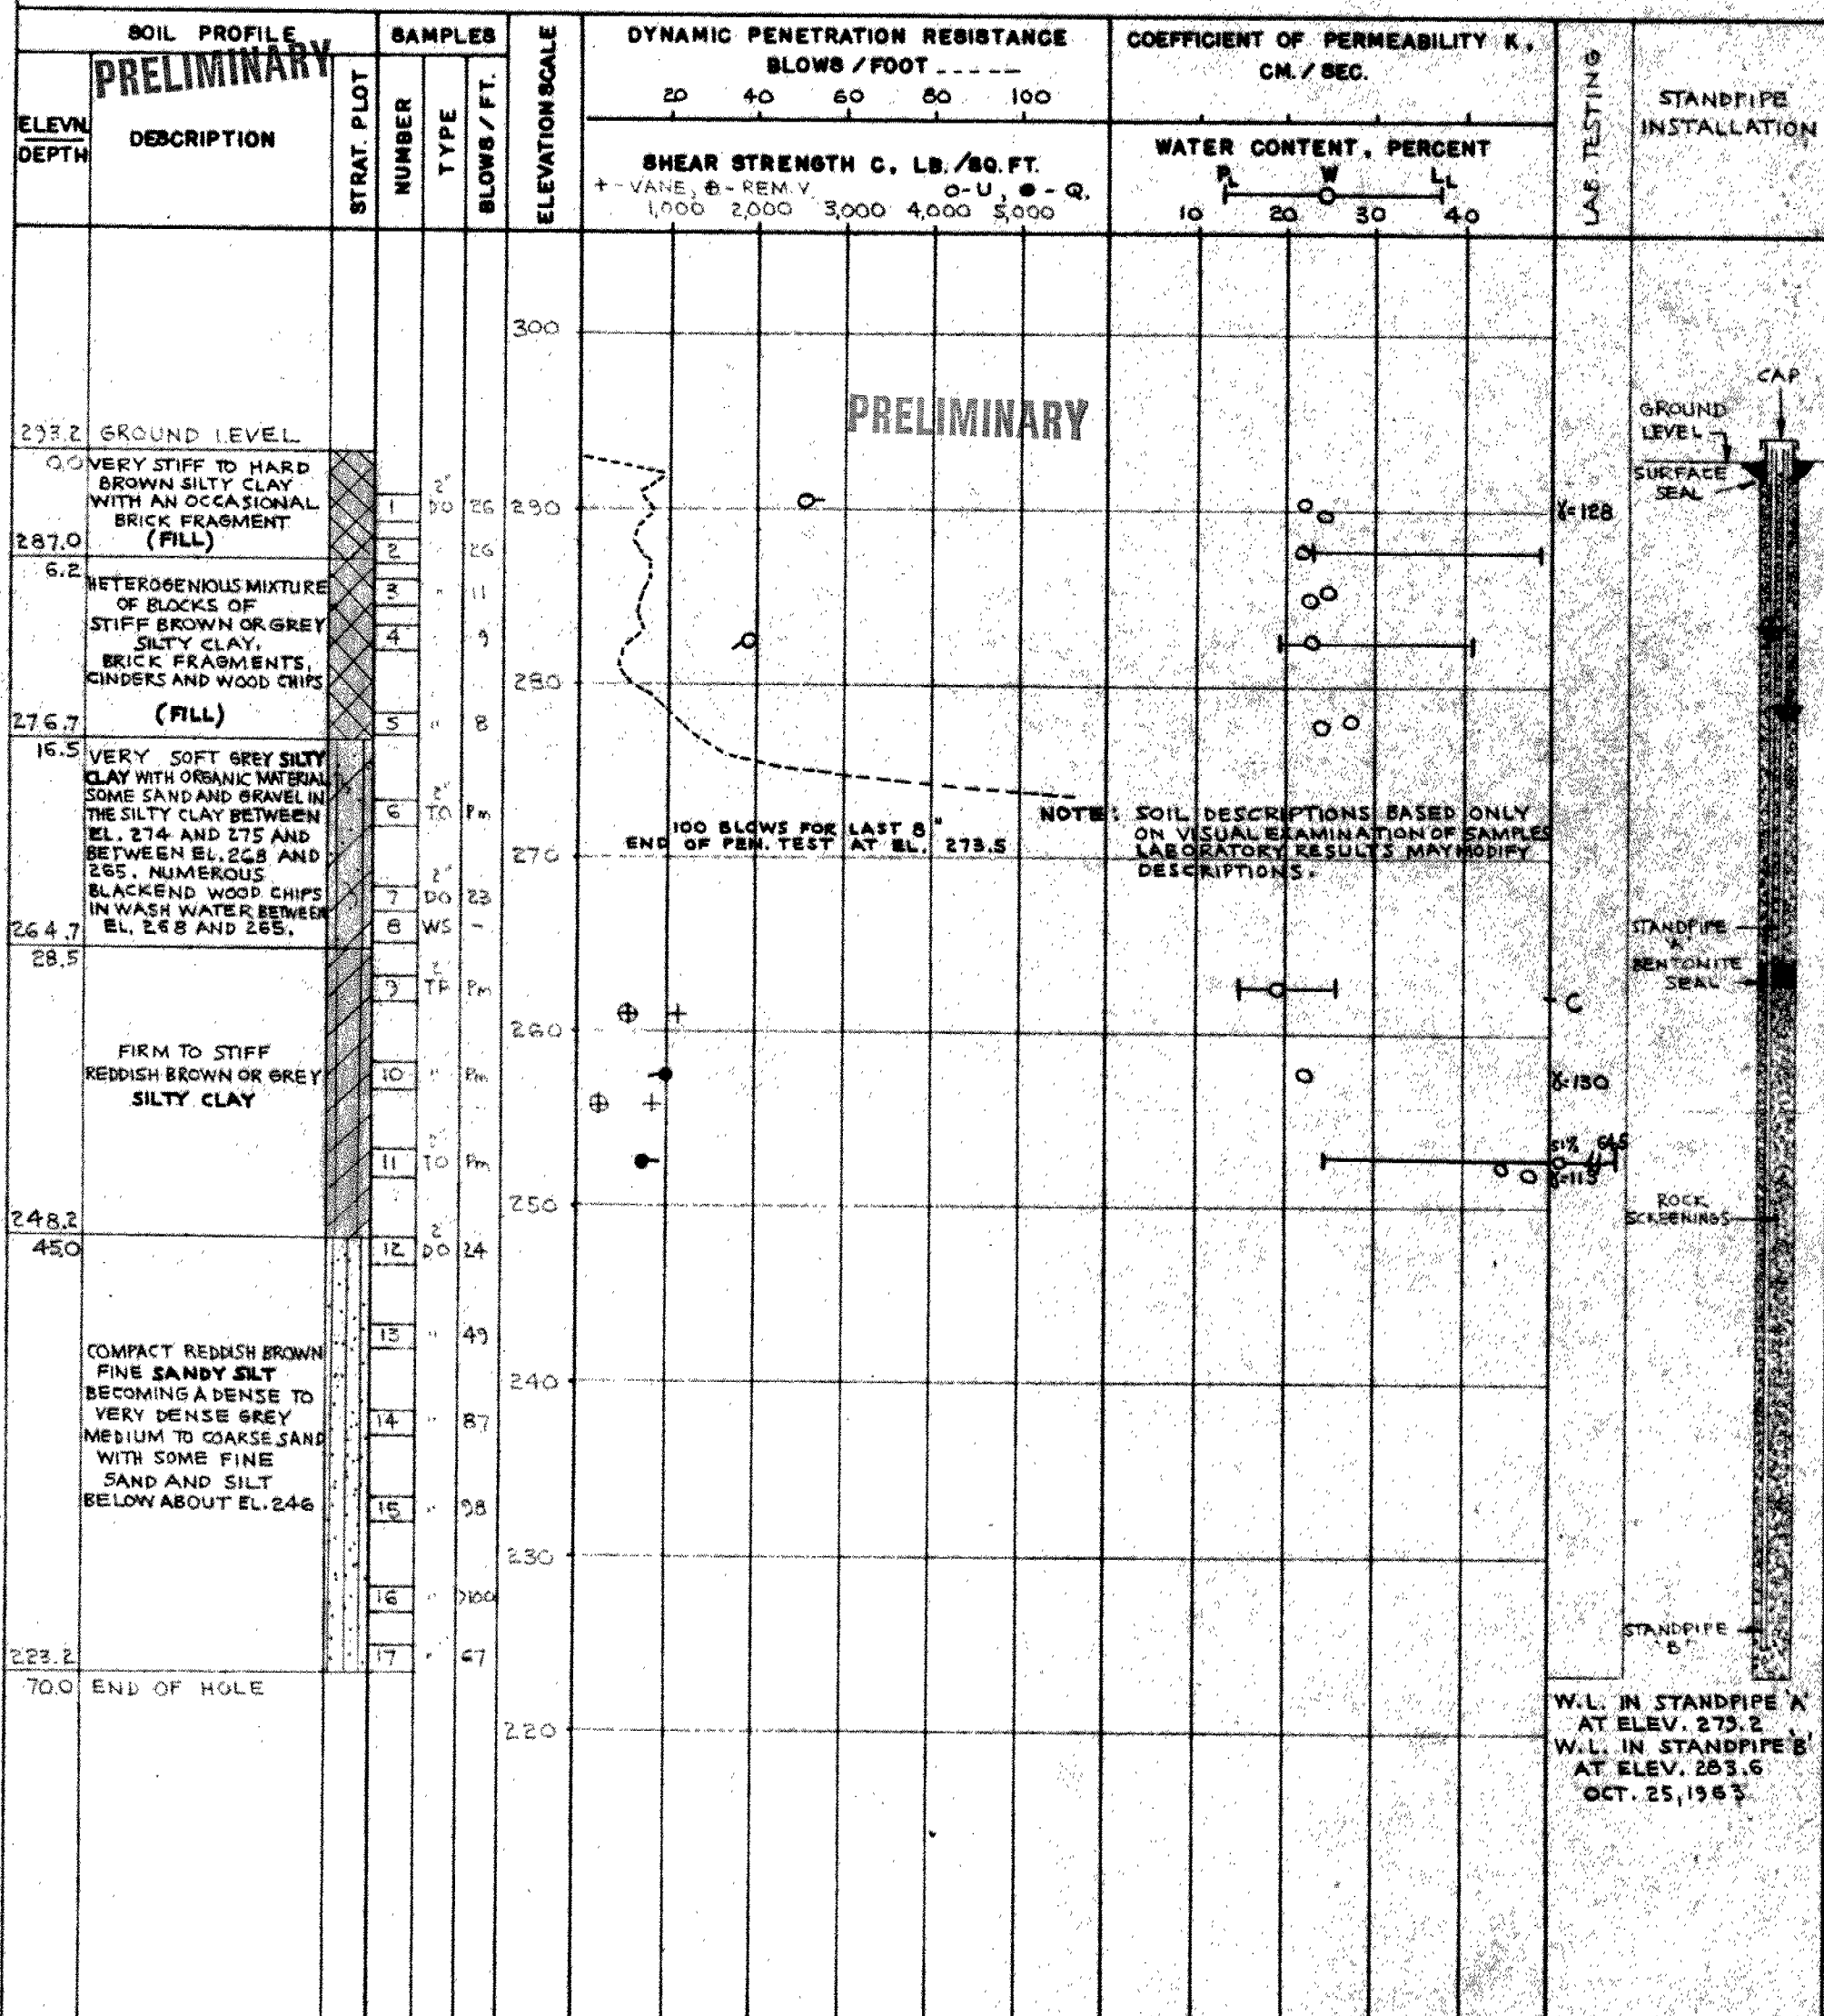 SOIL PROFILE
PRELIMINARY
ELEVN.
DEPTH
DESCRIPTION
STRAT. PLOT
SAMPLES
NUMBER
TYPE
BLOWS / FT.
ELEVATION SCALE
DYNAMIC PENETRATION RESISTANCE
BLOWS / FOOT -----
20 40 60 80 100
SHEAR STRENGTH C, LB./SQ.FT.
+ - VANE, ⊕ - REM. V. O - U, ● - Q.
1,000 2,000 3,000 4,000 5,000
COEFFICIENT OF PERMEABILITY K,
CM. / SEC.
WATER CONTENT, PERCENT
PL W LL
10 20 30 40
LAB. TESTING
STANDPIPE
INSTALLATION
300
290
280
270
260
250
240
230
220
PRELIMINARY
293.2 GROUND LEVEL
0.0 VERY STIFF TO HARD
BROWN SILTY CLAY
WITH AN OCCASIONAL
BRICK FRAGMENT
(FILL)
287.0
6.2
HETEROGENIOUS MIXTURE
OF BLOCKS OF
STIFF BROWN OR GREY
SILTY CLAY,
BRICK FRAGMENTS,
CINDERS AND WOOD CHIPS
(FILL)
276.7
16.5
VERY SOFT GREY SILTY
CLAY WITH ORGANIC MATERIAL
SOME SAND AND GRAVEL IN
THE SILTY CLAY BETWEEN
EL. 274 AND 275 AND
BETWEEN EL. 268 AND
265. NUMEROUS
BLACKEND WOOD CHIPS
IN WASH WATER BETWEEN
EL. 268 AND 265.
264.7
28.5
FIRM TO STIFF
REDDISH BROWN OR GREY
SILTY CLAY
248.2
45.0
COMPACT REDDISH BROWN
FINE SANDY SILT
BECOMING A DENSE TO
VERY DENSE GREY
MEDIUM TO COARSE SAND
WITH SOME FINE
SAND AND SILT
BELOW ABOUT EL. 246
223.2
70.0 END OF HOLE
1 2" DO 26
2 26
3 " 11
4 9
5 " 8
6 2" TO Pm
7 2" DO 23
8 WS -
9 2" TP Pm
10 " Pm
11 2" TO Pm
12 2" DO 24
13 " 49
14 " 87
15 " 98
16 " >100
17 " 67
100 BLOWS FOR LAST 8"
END OF PEN. TEST AT EL. 273.5
NOTE: SOIL DESCRIPTIONS BASED ONLY
ON VISUAL EXAMINATION OF SAMPLES
LABORATORY RESULTS MAY MODIFY
DESCRIPTIONS.
γ=128
C
γ=130
51%
γ=113
CAP
GROUND
LEVEL
SURFACE
SEAL
STANDPIPE
'A'
BENTONITE
SEAL
ROCK
SCREENINGS
STANDPIPE
'B'
W.L. IN STANDPIPE 'A'
AT ELEV. 279.2
W.L. IN STANDPIPE 'B'
AT ELEV. 283.6
OCT. 25, 1963